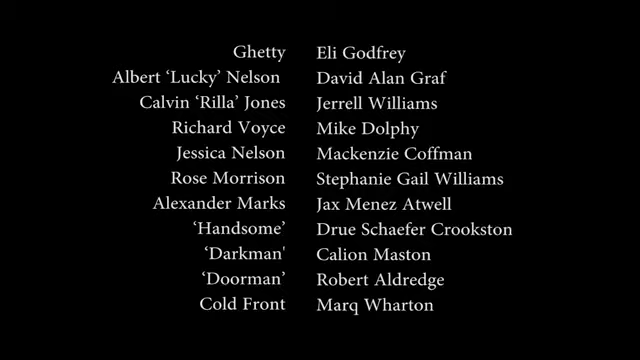 Ghetty Eli Godfrey
Albert ‘Lucky’ Nelson David Alan Graf
Calvin ‘Rilla’ Jones Jerrell Williams
Richard Voyce Mike Dolphy
Jessica Nelson Mackenzie Coffman
Rose Morrison Stephanie Gail Williams
Alexander Marks Jax Menez Atwell
‘Handsome’ Drue Schaefer Crookston
‘Darkman' Calion Maston
‘Doorman’ Robert Aldredge
Cold Front Marq Wharton